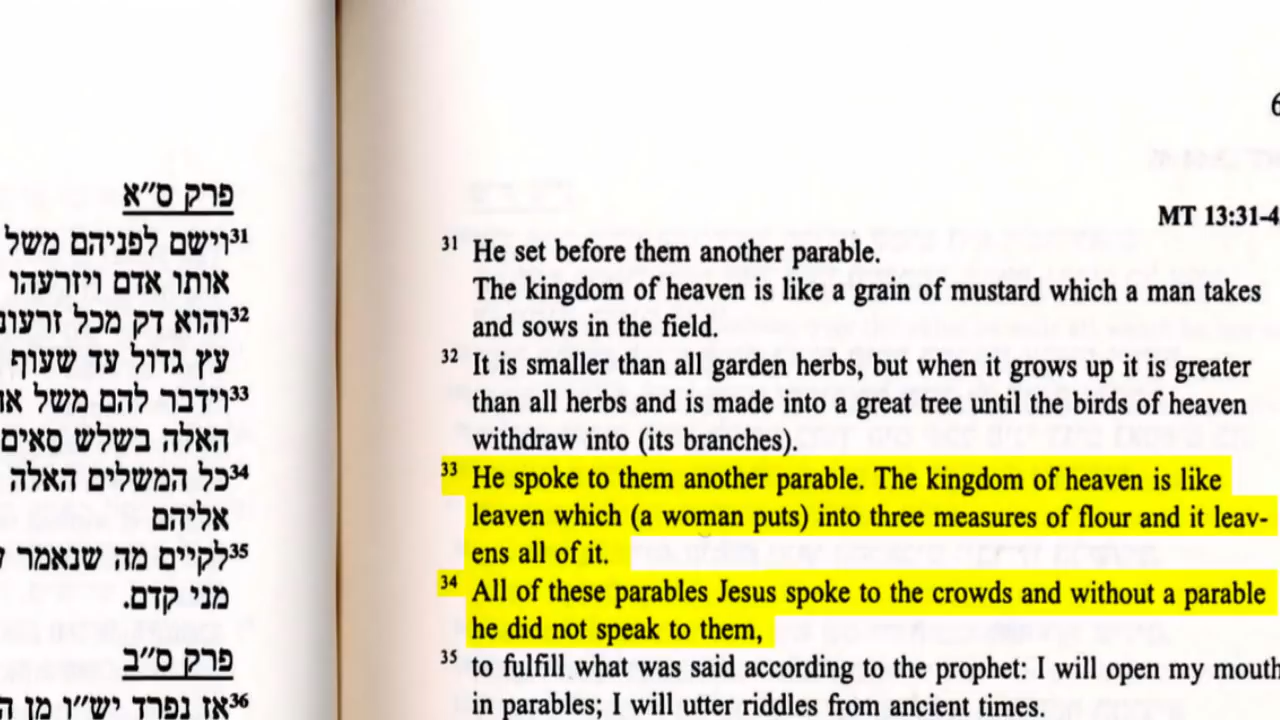 פרק ס״א
³¹וישם לפניהם משל
אותו אדם ויזרעהו
³²והוא דק מכל
עץ גדול עד שעוף
³³וידבר להם משל
האלה בשלש סאים
³⁴כל המשלים האלה
אליהם
³⁵לקיים מה שנאמר
מני קדם.
פרק ס״ב
³⁶אז נפרד יש״ו מן
6
MT 13:31-4
³¹ He set before them another parable.
The kingdom of heaven is like a grain of mustard which a man takes
and sows in the field.
³² It is smaller than all garden herbs, but when it grows up it is greater
than all herbs and is made into a great tree until the birds of heaven
withdraw into (its branches).
³³ He spoke to them another parable. The kingdom of heaven is like
leaven which (a woman puts) into three measures of flour and it leav-
ens all of it.
³⁴ All of these parables Jesus spoke to the crowds and without a parable
he did not speak to them,
³⁵ to fulfill what was said according to the prophet: I will open my mouth
in parables; I will utter riddles from ancient times.